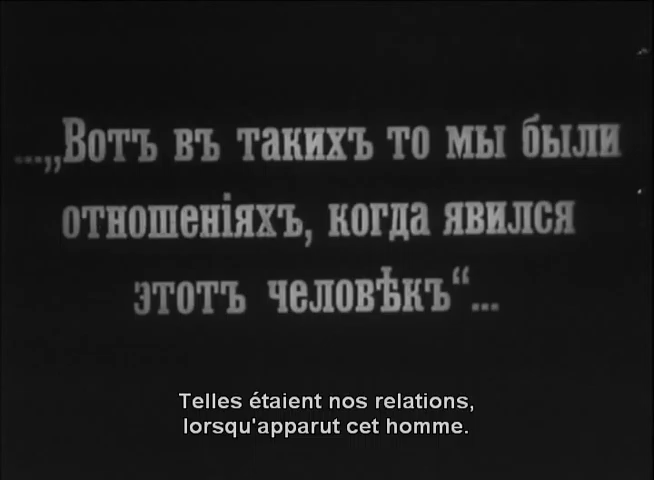 ...„Вотъ въ такихъ то мы были
отношеніяхъ, когда явился
этотъ человѣкъ“...
Telles étaient nos relations,
lorsqu'apparut cet homme.